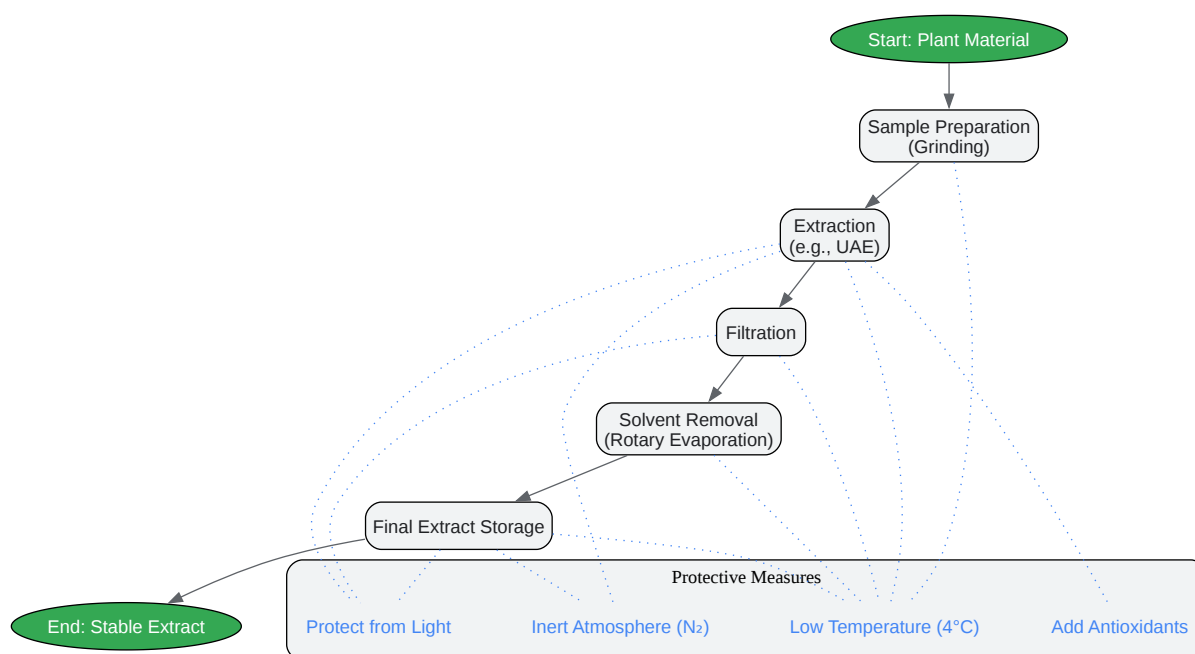 Start: Plant Material
Sample Preparation
(Grinding)
Extraction
(e.g., UAE)
Filtration
Solvent Removal
(Rotary Evaporation)
Final Extract Storage
Protective Measures
End: Stable Extract
Protect from Light
Inert Atmosphere (N₂)
Low Temperature (4°C)
Add Antioxidants